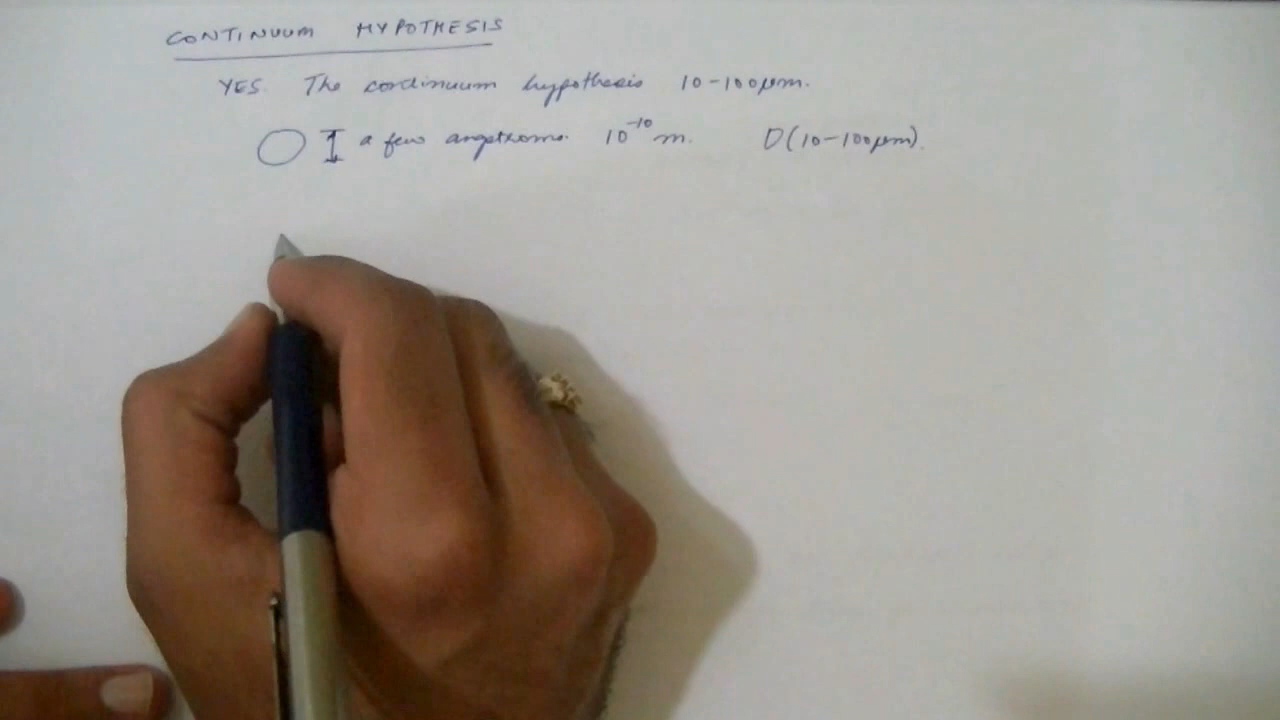 CONTINUUM HYPOTHESIS
YES. The continuum hypothesis 10-100μm.
a few angstroms. 10⁻¹⁰ m. O(10-100μm).